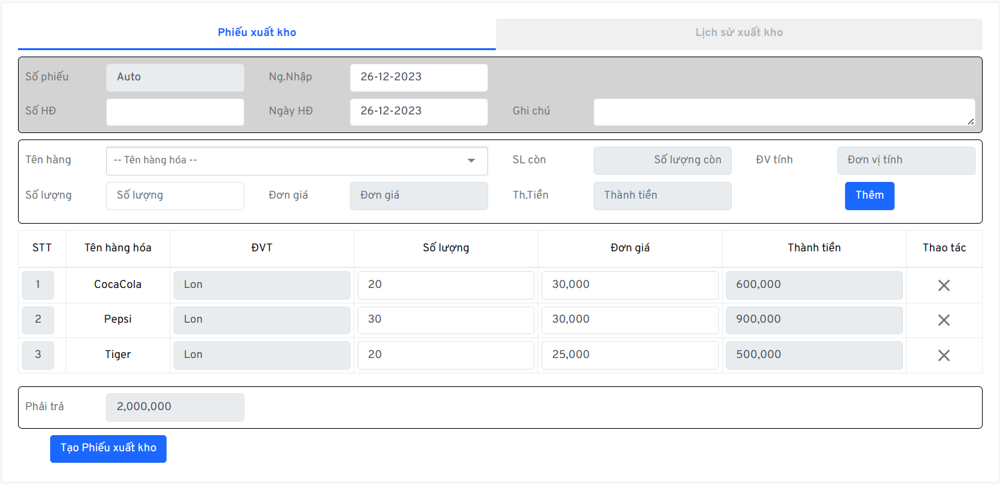 Phiếu xuất kho Lịch sử xuất kho
Số phiếu Auto Ng.Nhập 26-12-2023
Số HĐ Ngày HĐ 26-12-2023 Ghi chú
Tên hàng -- Tên hàng hóa -- SL còn Số lượng còn ĐV tính Đơn vị tính
Số lượng Số lượng Đơn giá Đơn giá Th.Tiền Thành tiền Thêm
STT Tên hàng hóa ĐVT Số lượng Đơn giá Thành tiền Thao tác
1 CocaCola Lon 20 30,000 600,000
2 Pepsi Lon 30 30,000 900,000
3 Tiger Lon 20 25,000 500,000
Phải trả 2,000,000
Tạo Phiếu xuất kho